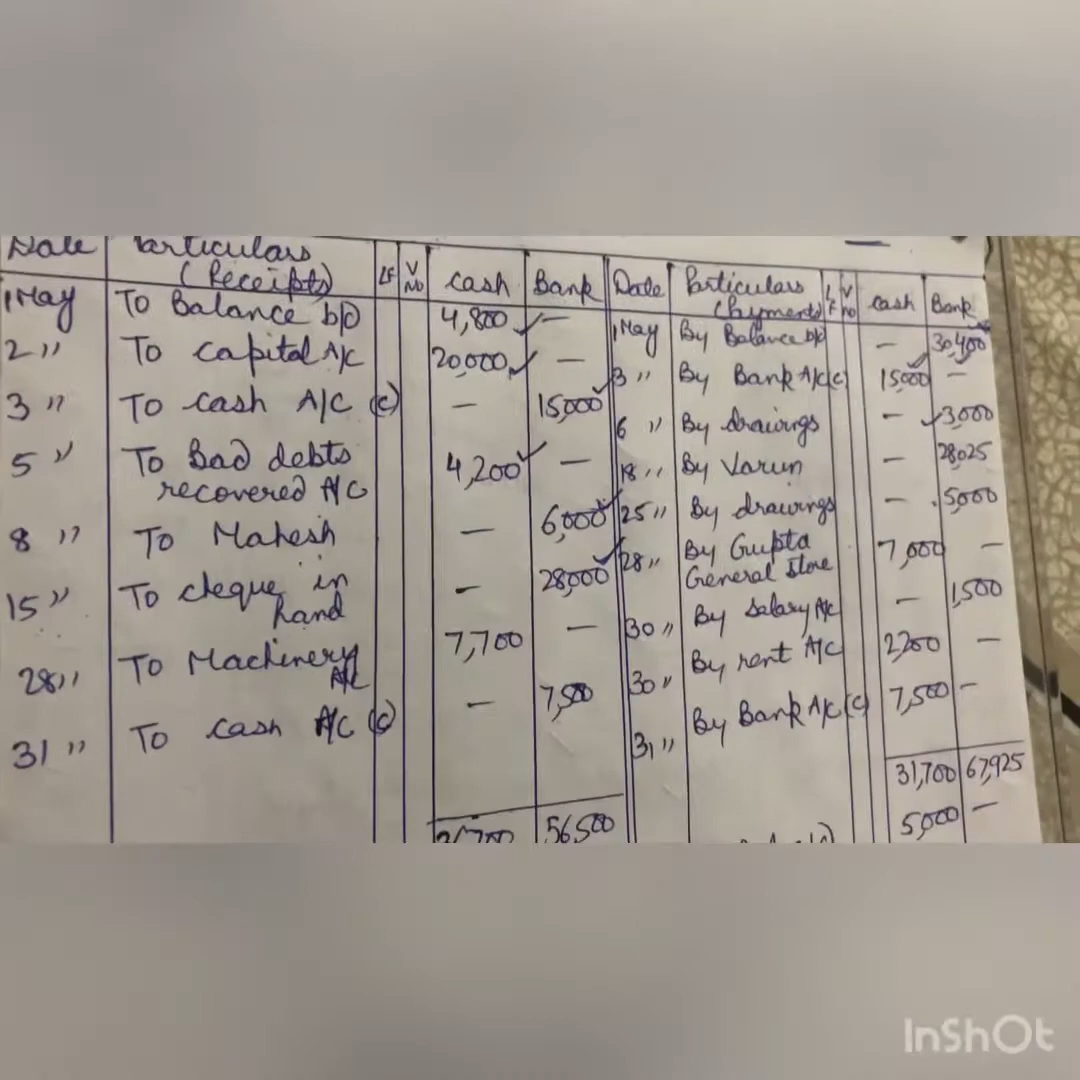 Date Particulars (Receipts) LF V No Cash Bank Date Particulars (Payments) L F V No Cash Bank
1 May To Balance b/d 4,800 — 1 May By Balance b/d — 30,400
2 " To Capital A/c 20,000 — 3 " By Bank A/c (c) 15,000 —
3 " To cash A/C (c) — 15,000 6 " By drawings — 3,000
5 " To Bad debts recovered A/C 4,200 — 18 " By Varun — 28,025
8 " To Mahesh — 6,000 25 " By drawings — 5,000
15 " To cheque in hand — 28,000 28 " By Gupta General Store 7,000 —
28 " To Machinery A/c 7,700 — 30 " By Salary A/c — 1,500
31 " To cash A/C (c) — 7,500 30 " By rent A/C 2,200 —
31 " By Bank A/c (c) 7,500 —
56,500 31,700 67,925
5,000 —
InShOt